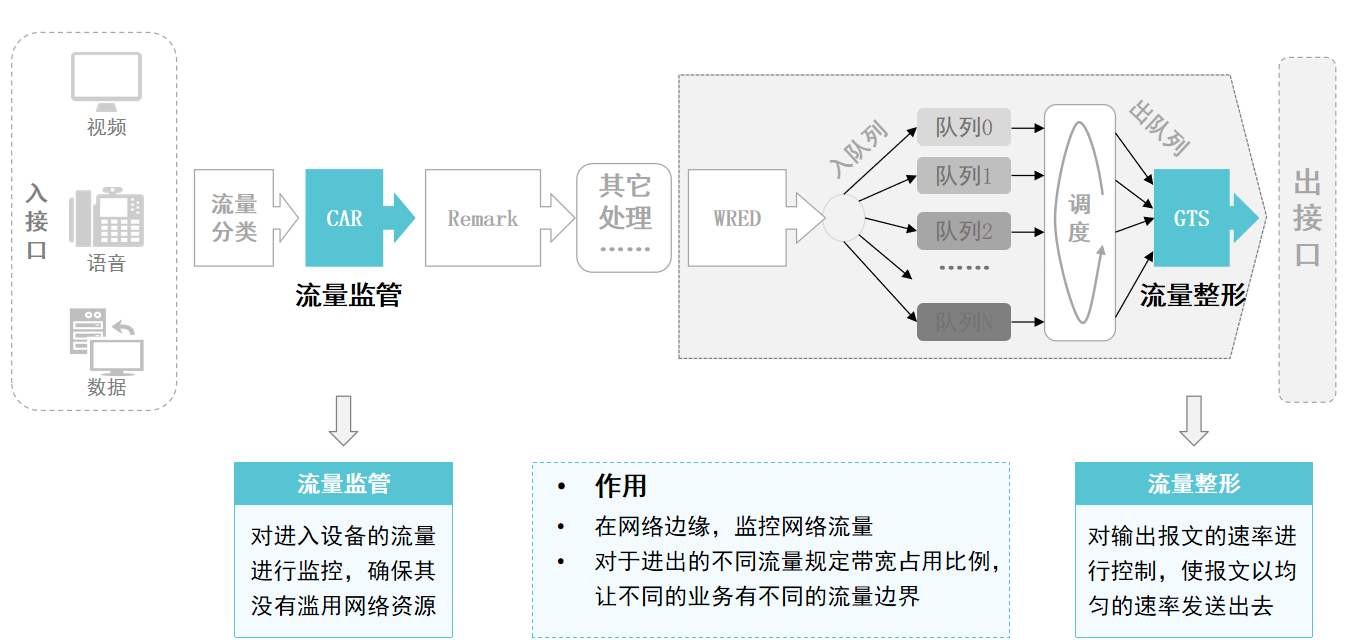 视频
入
接
口
语音
数据
流量
分类
CAR
流量监管
Remark
其它
处理
......
WRED
入队列
队列0
队列1
队列2
......
队列N
调
度
出队列
GTS
流量整形
出
接
口
流量监管
对进入设备的流量
进行监控，确保其
没有滥用网络资源
• 作用
• 在网络边缘，监控网络流量
• 对于进出的不同流量规定带宽占用比例，
让不同的业务有不同的流量边界
流量整形
对输出报文的速率进
行控制，使报文以均
匀的速率发送出去